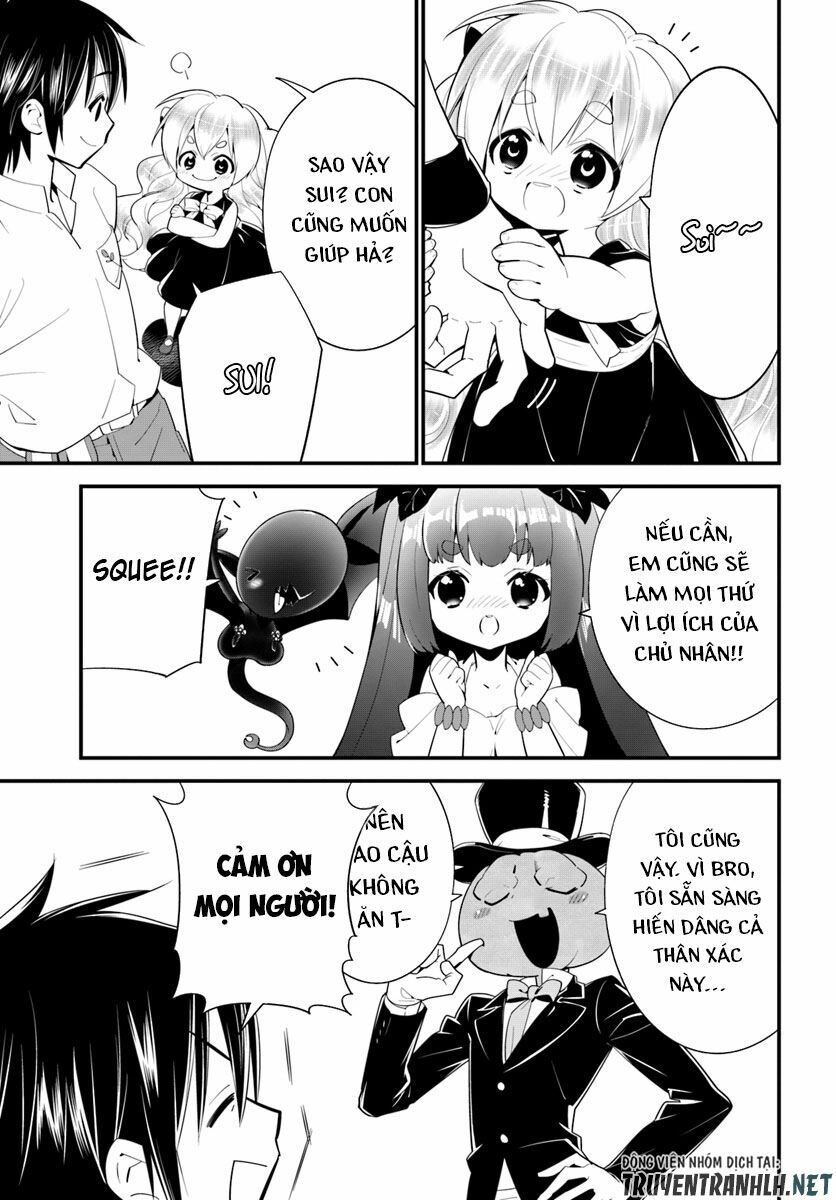 Sui~~
SAO VẬY
SUI? CON
CŨNG MUỐN
GIÚP HẢ?
SUI!
NẾU CẦN,
EM CŨNG SẼ
LÀM MỌI THỨ
VÌ LỢI ÍCH CỦA
CHỦ NHÂN!!
SQUEE!!
TÔI CŨNG
VẬY. VÌ BRO,
TÔI SẴN SÀNG
HIẾN DÂNG CẢ
THÂN XÁC
NÀY...
NÊN
AO CẬU
KHÔNG
ĂN T-
CẢM ƠN
MỌI NGƯỜI!
ĐỘNG VIÊN NHÓM DỊCH TẠI:
TRUYENTRANHLH.NET